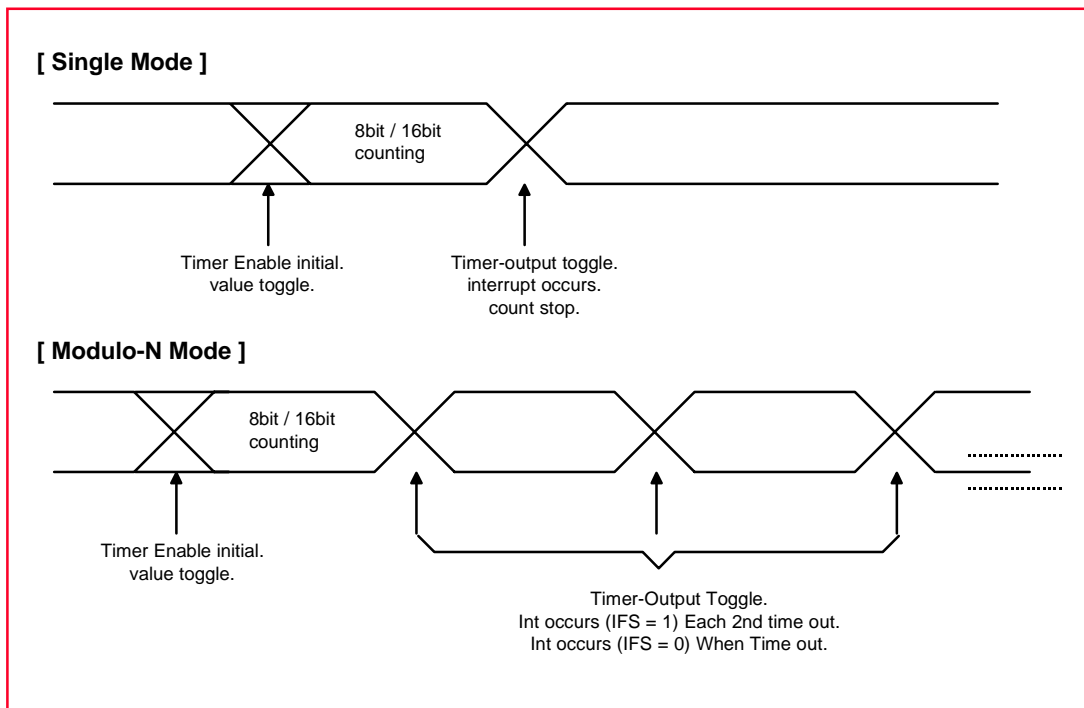 [ Single Mode ]
8bit / 16bit
counting
Timer Enable initial.
value toggle.
Timer-output toggle.
interrupt occurs.
count stop.
[ Modulo-N Mode ]
8bit / 16bit
counting
Timer Enable initial.
value toggle.
Timer-Output Toggle.
Int occurs (IFS = 1) Each 2nd time out.
Int occurs (IFS = 0) When Time out.